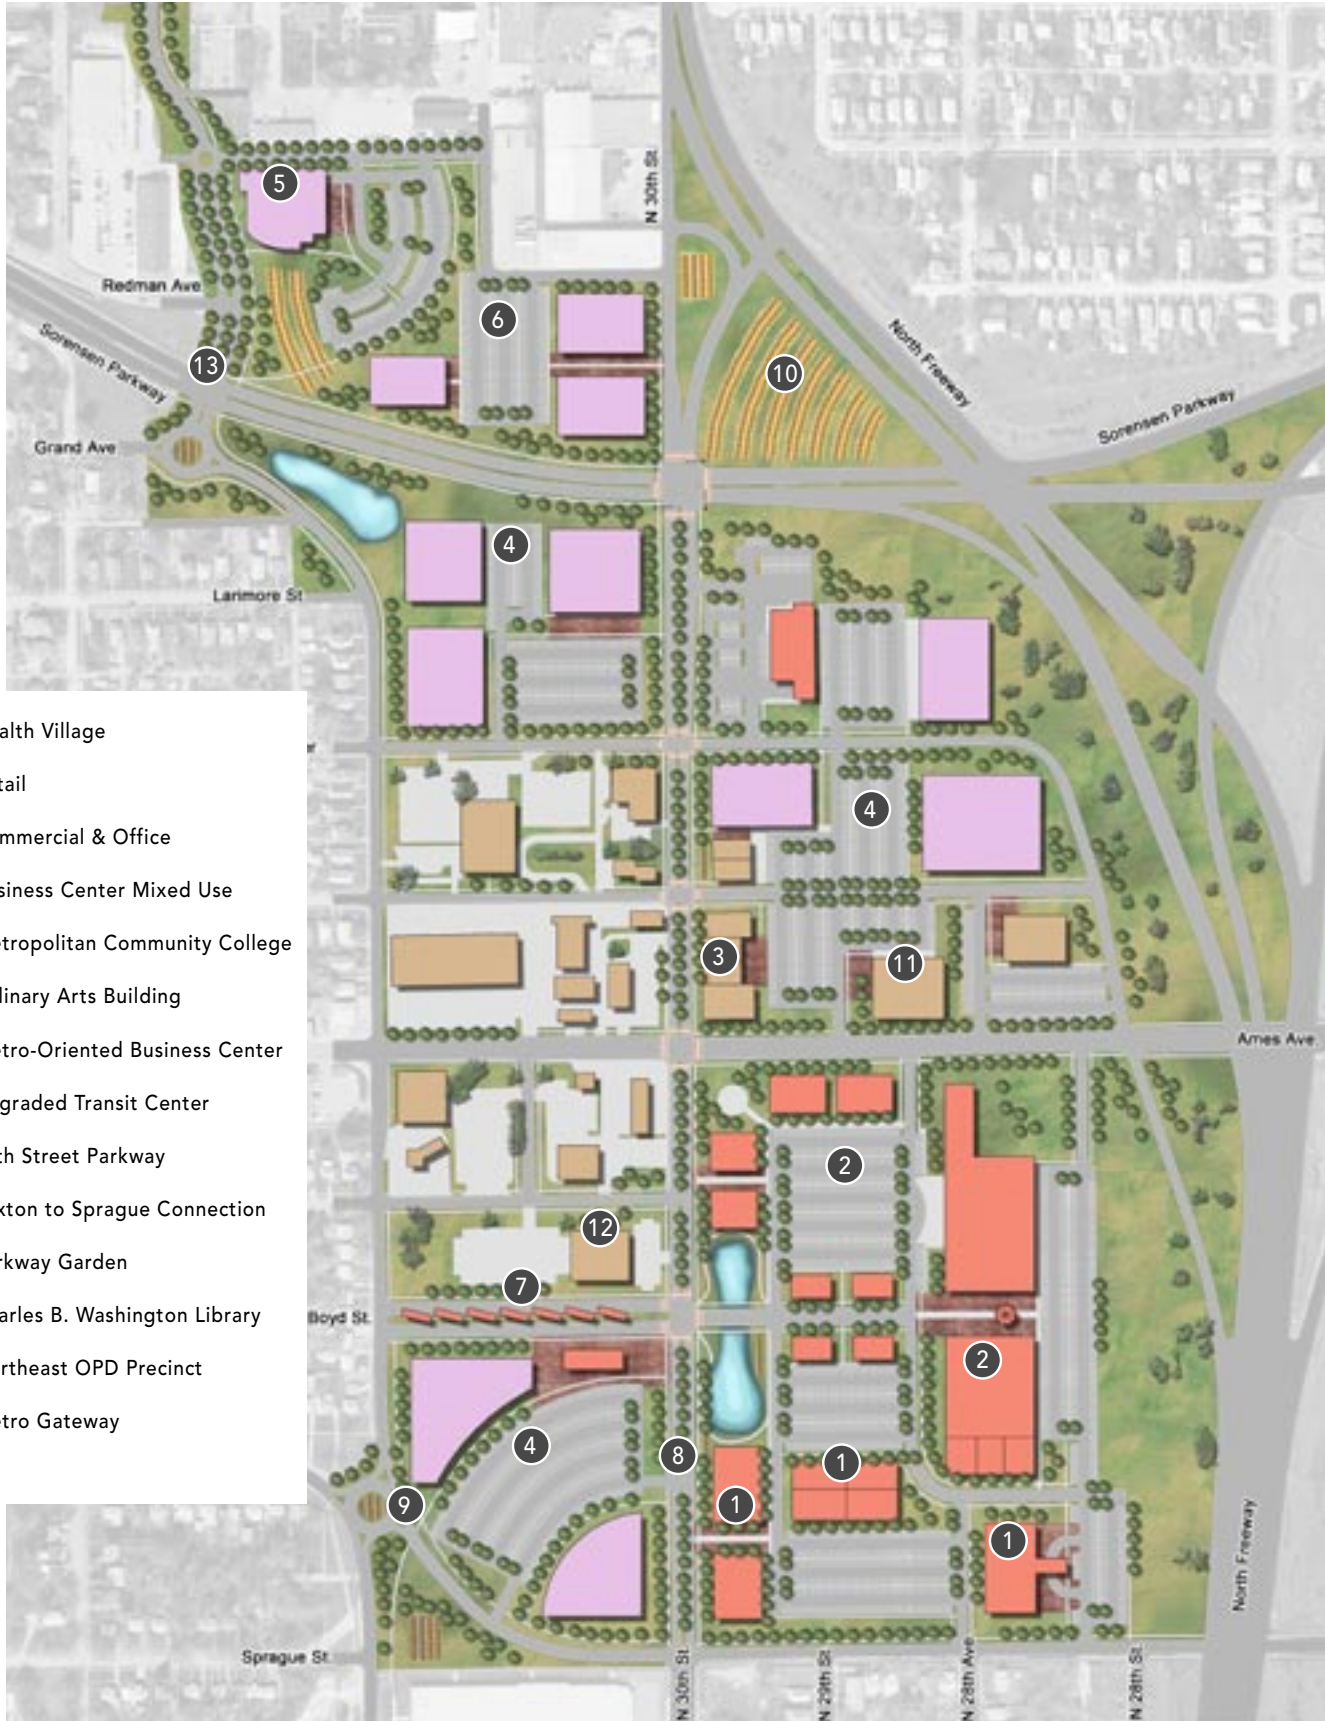 N 30th St
5
Redman Ave
6
Sorensen Parkway
13
10
North Freeway
Sorensen Parkway
Grand Ave
4
Larimore St
alth Village
tail
mmercial & Office
siness Center Mixed Use
etropolitan Community College
linary Arts Building
etro-Oriented Business Center
graded Transit Center
th Street Parkway
xton to Sprague Connection
rkway Garden
arles B. Washington Library
rtheast OPD Precinct
etro Gateway
4
3
11
Ames Ave
2
12
7
Boyd St.
2
4
8
1
9
1
1
North Freeway
Sprague St.
N 30th St
N 29th St
N 28th Ave
N 28th St